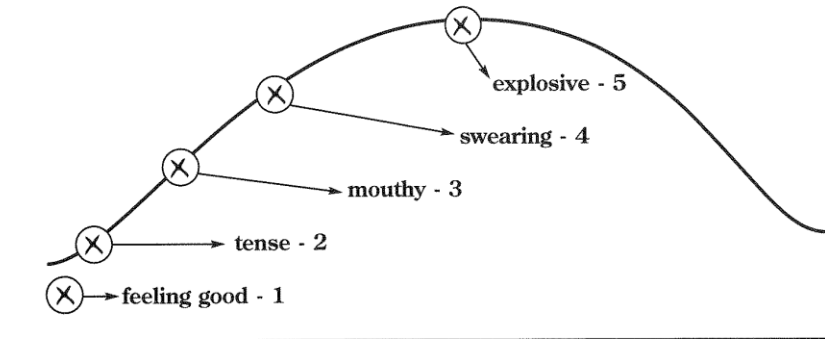 explosive - 5
swearing - 4
mouthy - 3
tense - 2
feeling good - 1